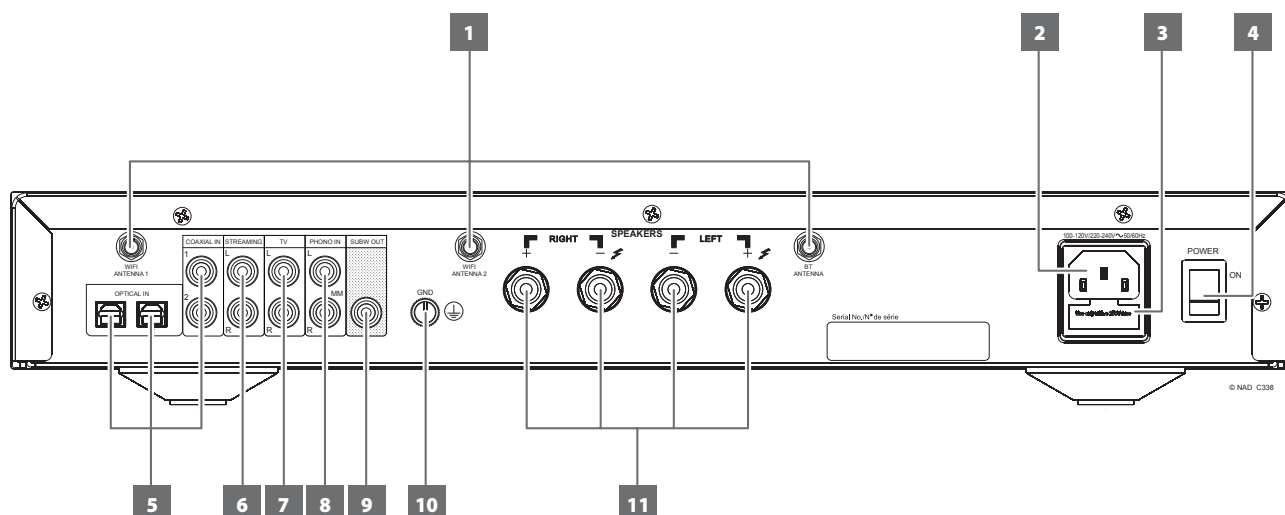 1
2
3
4
100-120V/220-240V~50/60Hz
POWER
ON
COAXIAL IN
STREAMING
TV
PHONO IN
SUBW OUT
1
L
L
L
WIFI
ANTENNA 1
WIFI
ANTENNA 2
SPEAKERS
RIGHT
LEFT
+
−
−
+
BT
ANTENNA
OPTICAL IN
2
MM
R
R
R
GND
Serial No./N° de série
© NAD C338
5
6
7
8
9
10
11